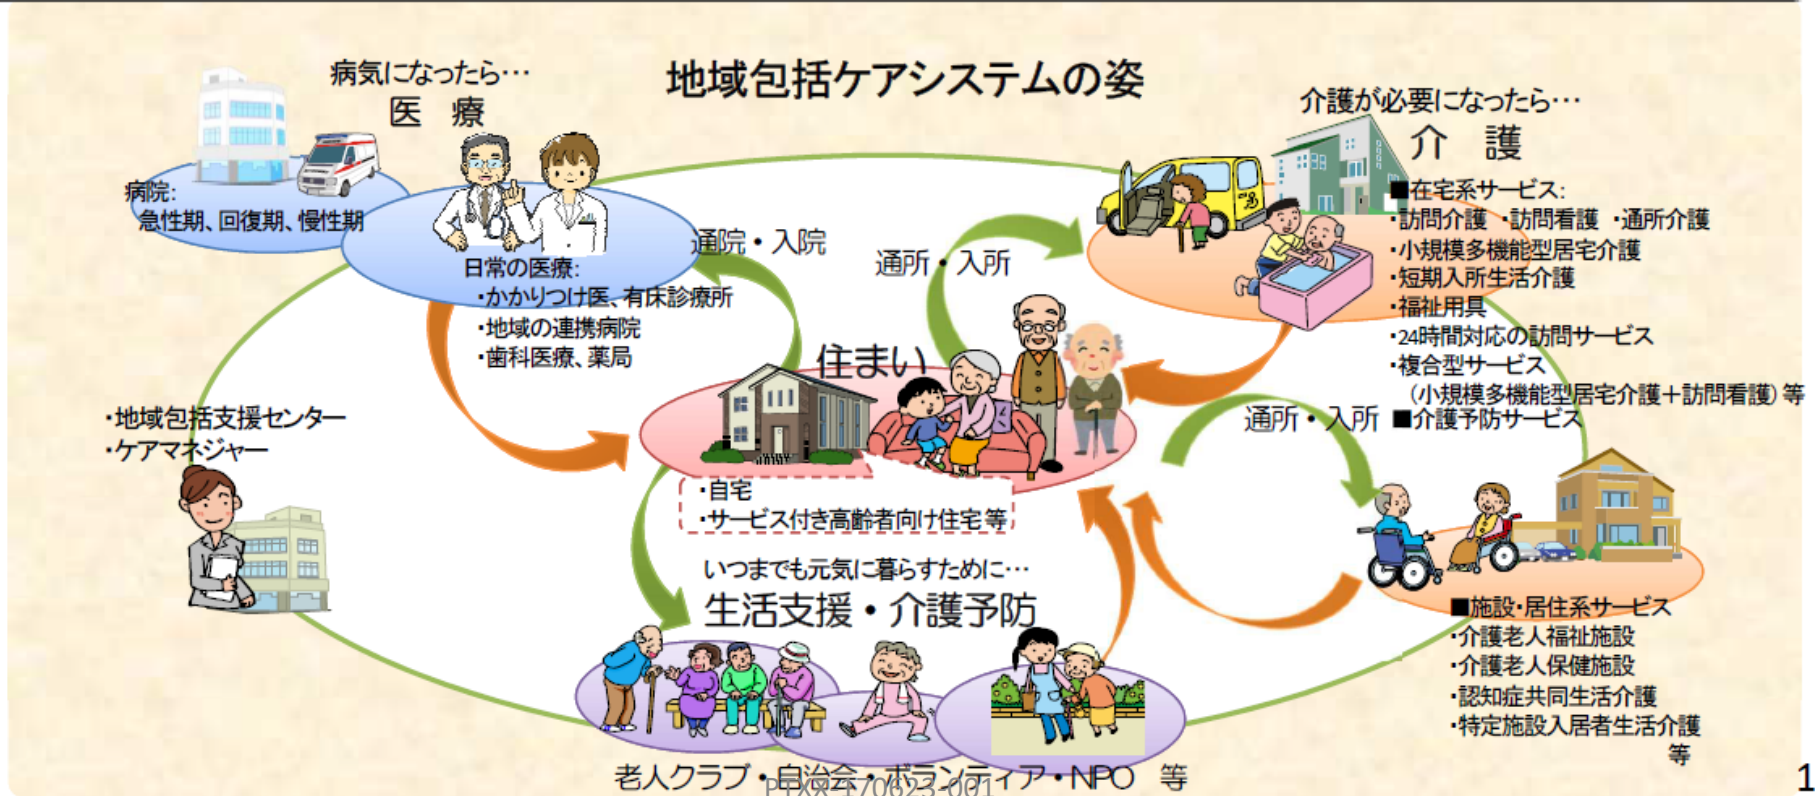 地域包括ケアシステムの姿
病気になったら…
医　療
病院:
急性期、回復期、慢性期
日常の医療:
・かかりつけ医、有床診療所
・地域の連携病院
・歯科医療、薬局
通院・入院
通所・入所
介護が必要になったら…
介　護
■在宅系サービス:
・訪問介護 ・訪問看護 ・通所介護
・小規模多機能型居宅介護
・短期入所生活介護
・福祉用具
・24時間対応の訪問サービス
・複合型サービス
（小規模多機能型居宅介護＋訪問看護）等
■介護予防サービス
通所・入所
住まい
・自宅
・サービス付き高齢者向け住宅等
・地域包括支援センター
・ケアマネジャー
■施設・居住系サービス
・介護老人福祉施設
・介護老人保健施設
・認知症共同生活介護
・特定施設入居者生活介護
等
いつまでも元気に暮らすために…
生活支援・介護予防
老人クラブ・自治会・ボランティア・NPO　等
1